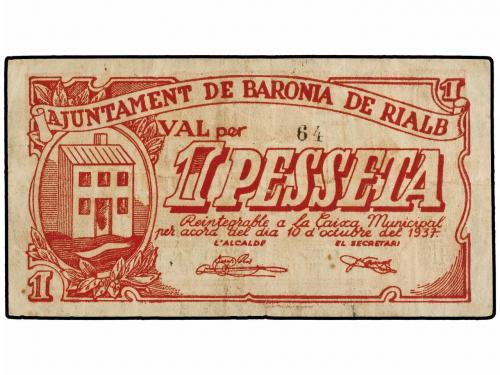 1
AJUNTAMENT DE BARONIA DE RIALB
VAL per 64
1 PESSETA
Reintegrable a la Caixa Municipal
per acord del dia 10 d'octubre del 1937.
L'ALCALDE EL SECRETARI
1